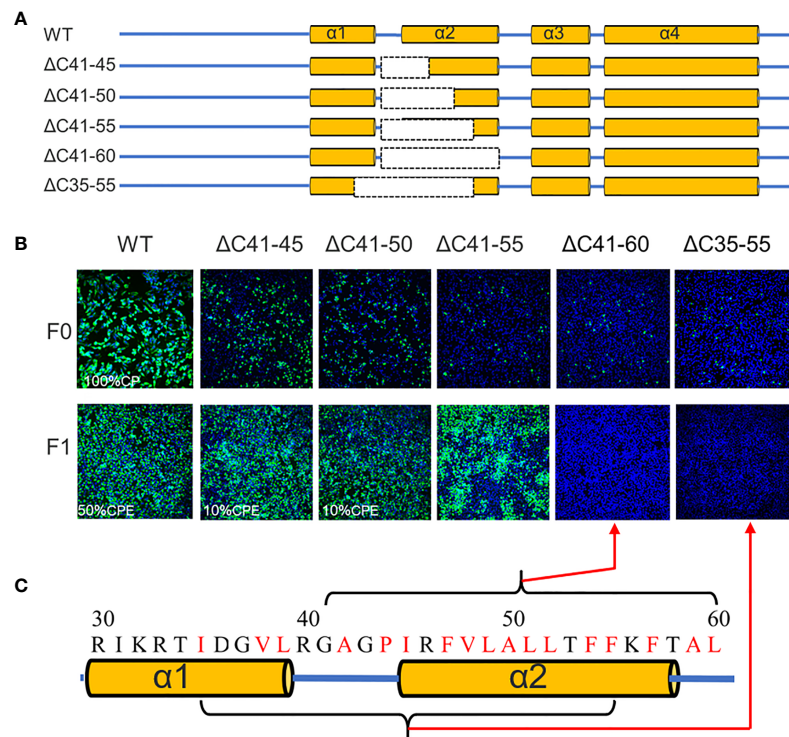 A
WT α1 α2 α3 α4
ΔC41-45
ΔC41-50
ΔC41-55
ΔC41-60
ΔC35-55
B
WT ΔC41-45 ΔC41-50 ΔC41-55 ΔC41-60 ΔC35-55
F0
100%CP
F1
50%CPE 10%CPE 10%CPE
C
30 40 50 60
R I K R T I D G V L R G A G P I R F V L A L L T F F K F T A L
α1 α2